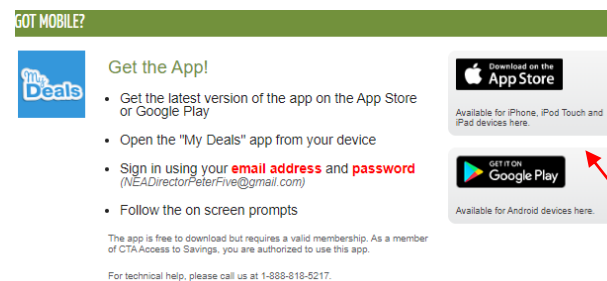 GOT MOBILE?
My
Deals
Get the App!
• Get the latest version of the app on the App Store
or Google Play
• Open the "My Deals" app from your device
• Sign in using your email address and password
(NEADirectorPeterFive@gmail.com)
• Follow the on screen prompts
The app is free to download but requires a valid membership. As a member
of CTA Access to Savings, you are authorized to use this app.
For technical help, please call us at 1-888-818-5217.
Download on the
App Store
Available for iPhone, iPod Touch and
iPad devices here.
GET IT ON
Google Play
Available for Android devices here.